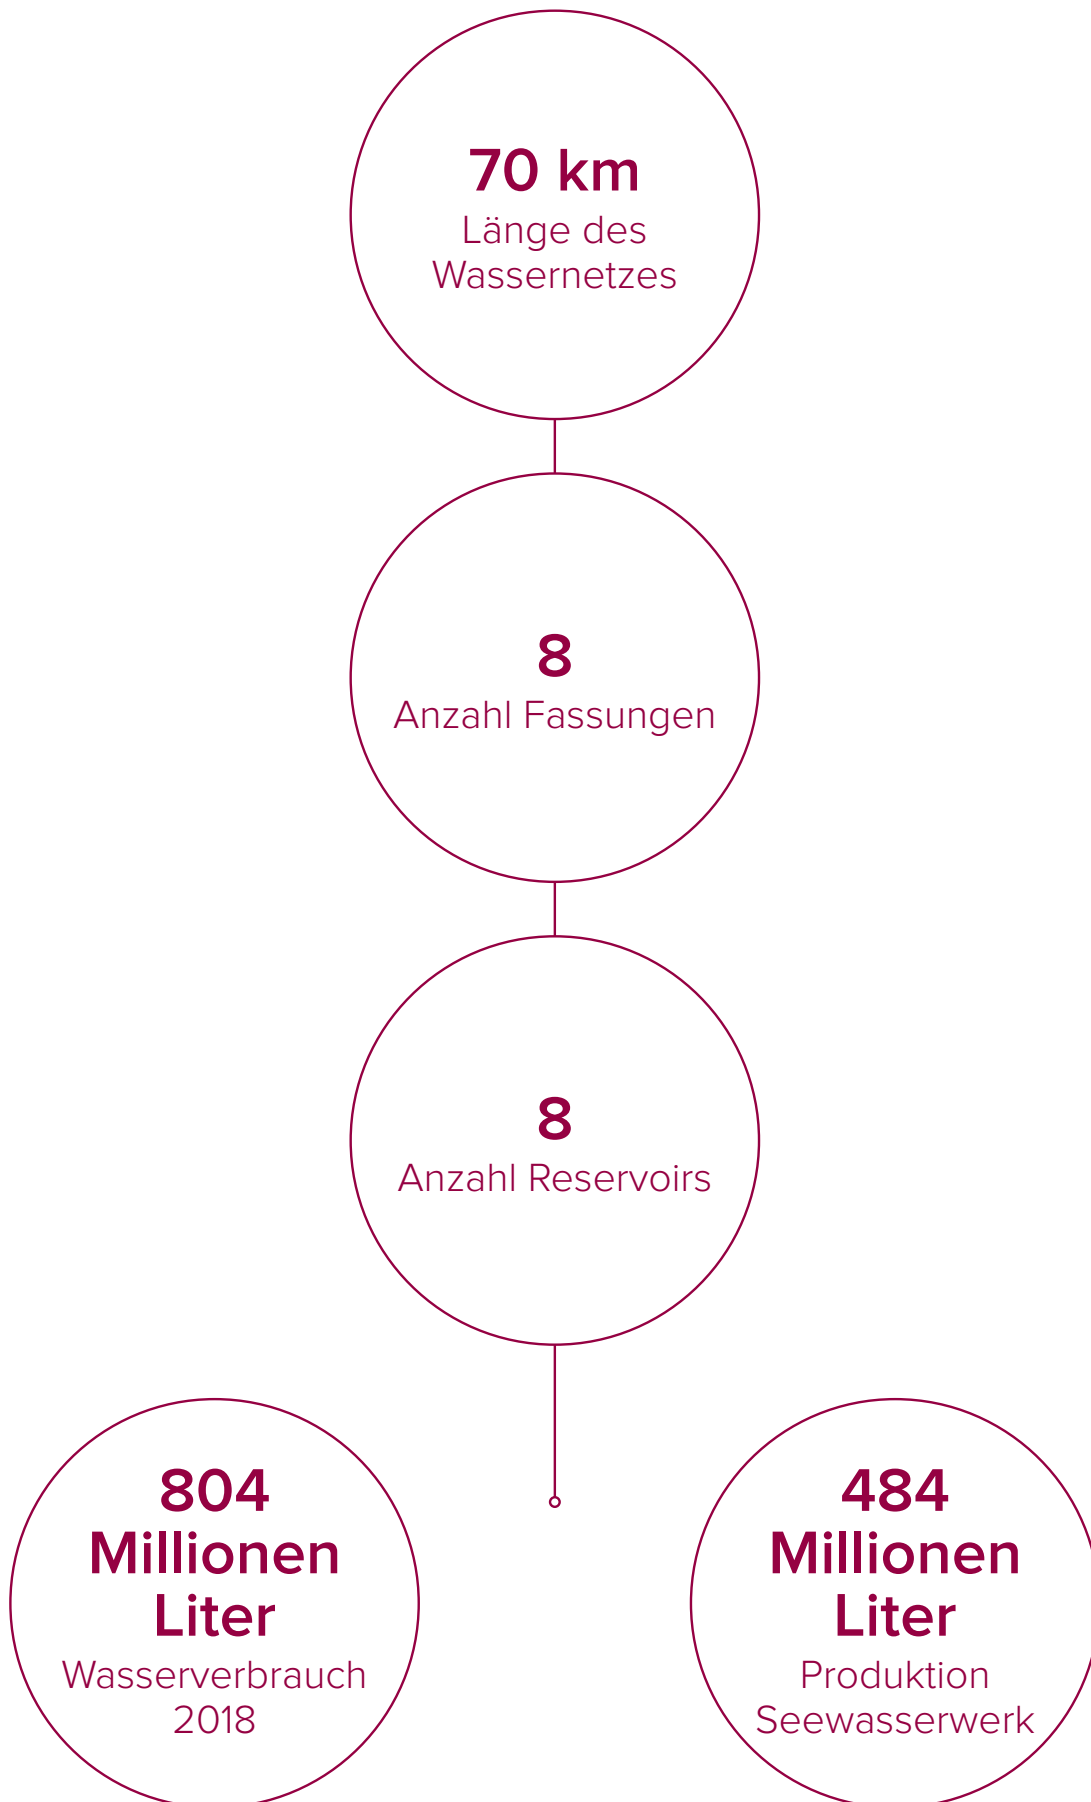 70 km
Länge des
Wassernetzes
8
Anzahl Fassungen
8
Anzahl Reservoirs
804
Millionen
Liter
Wasserverbrauch
2018
484
Millionen
Liter
Produktion
Seewasserwerk